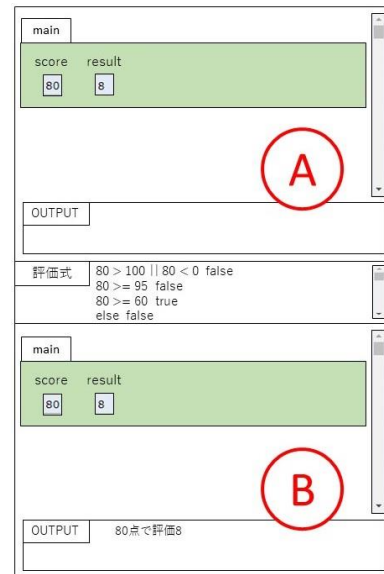 main
score result
80 8
A
OUTPUT
評価式
80 > 100 || 80 < 0 false
80 >= 95 false
80 >= 60 true
else false
main
score result
80 8
B
OUTPUT 80点で評価8